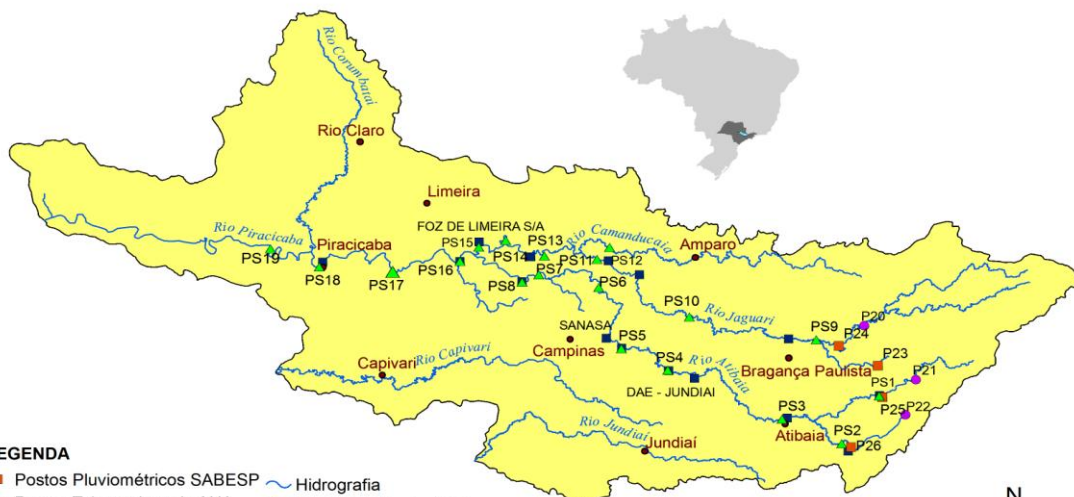 Rio Corumbataí
Rio Claro
Limeira
FOZ DE LIMEIRA S/A
Rio Piracicaba
Piracicaba
PS19
PS18
PS17
PS16
PS15
PS14
PS13
PS7
PS8
PS11
PS12
PS6
Rio Camanducaia
Amparo
PS10
Rio Jaguari
PS9
P20
P24
P23
SANASA
PS5
Campinas
PS4
Rio Atibaia
DAE - JUNDIAI
Bragança Paulista
PS1
P21
P25
P22
Capivari
Rio Capivari
PS3
Atibaia
PS2
P26
Rio Jundiaí
Jundiaí
EGENDA
Postos Pluviométricos SABESP
Hidrografia
N